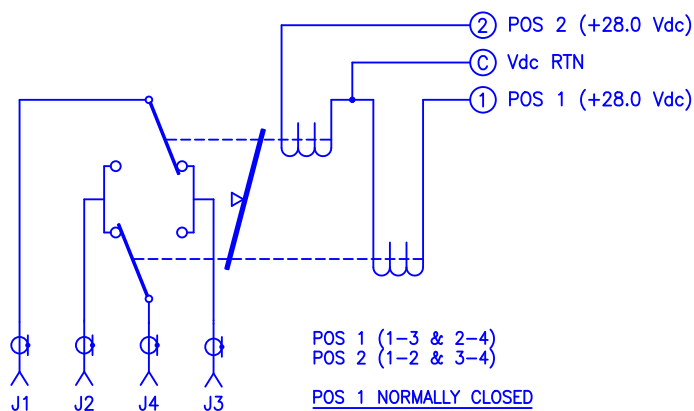 2 POS 2 (+28.0 Vdc)
C Vdc RTN
1 POS 1 (+28.0 Vdc)
POS 1 (1-3 & 2-4)
POS 2 (1-2 & 3-4)
POS 1 NORMALLY CLOSED
J1 J2 J4 J3